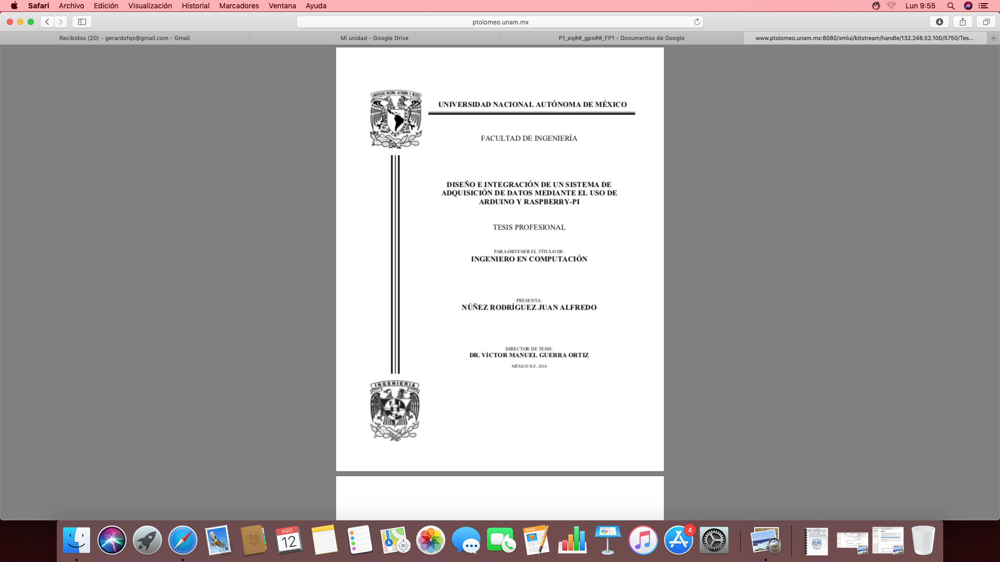 Safari Archivo Edición Visualización Historial Marcadores Ventana Ayuda Lun 9:55
ptolomeo.unam.mx
Recibidos (20) - gerardofqs@gmail.com - Gmail
Mi unidad - Google Drive
P1_eq##_gpo##_FP1 - Documentos de Google
www.ptolomeo.unam.mx:8080/xmlui/bitstream/handle/132.248.52.100/5750/Tes...
UNIVERSIDAD NACIONAL AUTÓNOMA DE MÉXICO
FACULTAD DE INGENIERÍA
DISEÑO E INTEGRACIÓN DE UN SISTEMA DE
ADQUISICIÓN DE DATOS MEDIANTE EL USO DE
ARDUINO Y RASPBERRY-PI
TESIS PROFESIONAL
PARA OBTENER EL TÍTULO DE:
INGENIERO EN COMPUTACIÓN
PRESENTA:
NÚÑEZ RODRÍGUEZ JUAN ALFREDO
DIRECTOR DE TESIS:
DR. VÍCTOR MANUEL GUERRA ORTIZ
MÉXICO D.F. 2014
INGENIERIA
F I
AGO
12
3D
PAGES
4